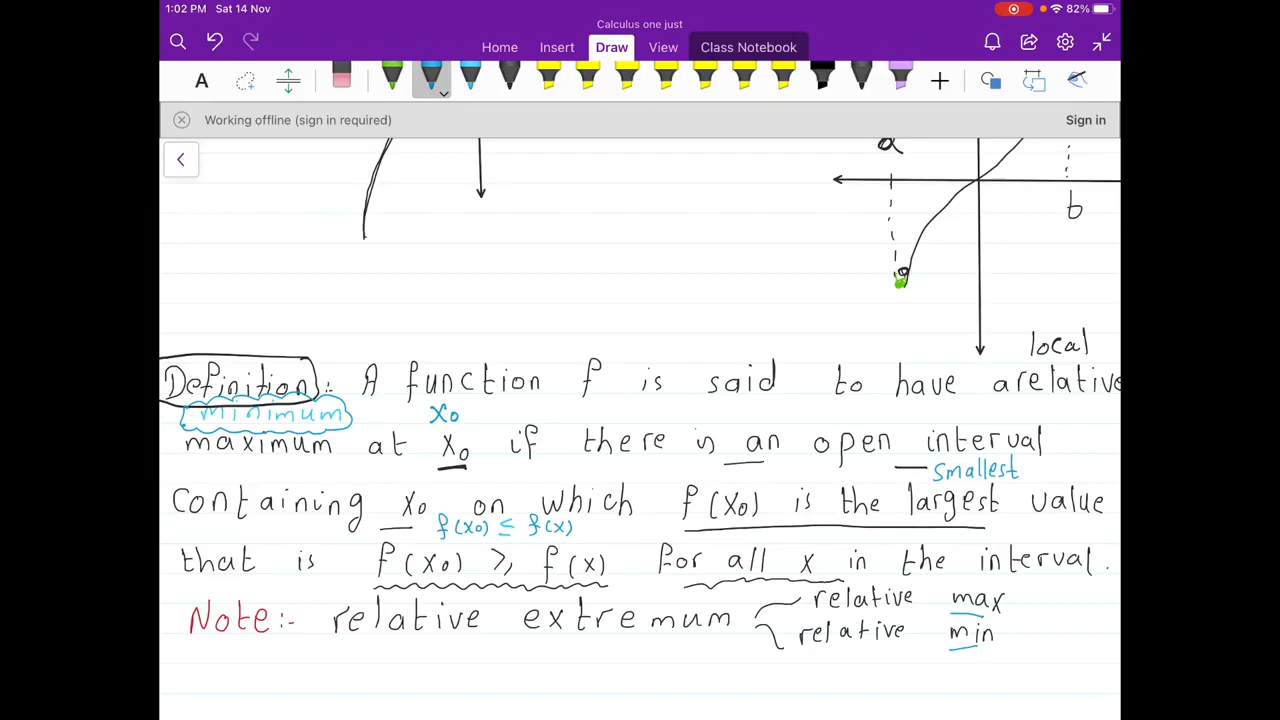 1:02 PM Sat 14 Nov
82%
Calculus one just
Home Insert Draw View Class Notebook
A
Working offline (sign in required) Sign in
a
b
local
Definition:- A function f is said to have a relative
minimum x₀
maximum at x₀ if there is an open interval
smallest
containing x₀ on which f(x₀) is the largest value
f(x₀) ≤ f(x)
that is f(x₀) ≥ f(x) for all x in the interval.
Note:- relative extremum relative max
relative min